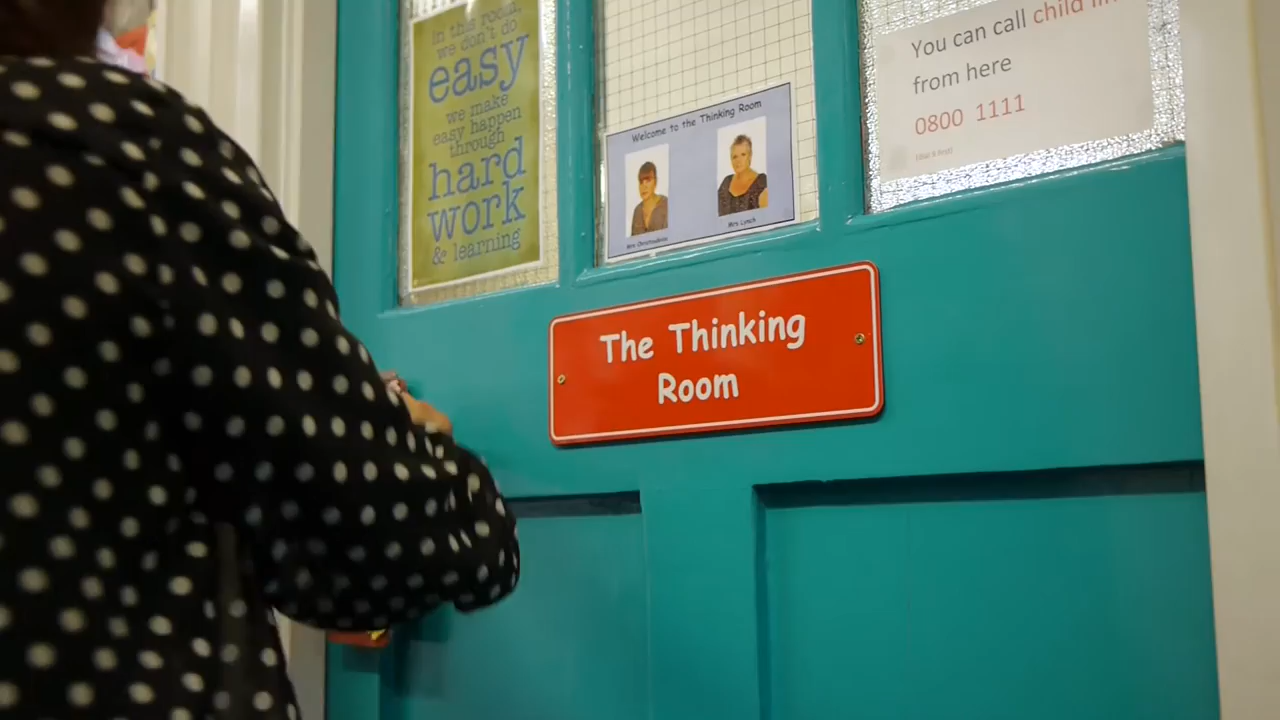 in this room,
we don't do
easy
we make
easy happen
through
hard
work
& learning
Welcome to the Thinking Room
Mrs Lynch
You can call child lin
from here
0800 1111
The Thinking
Room